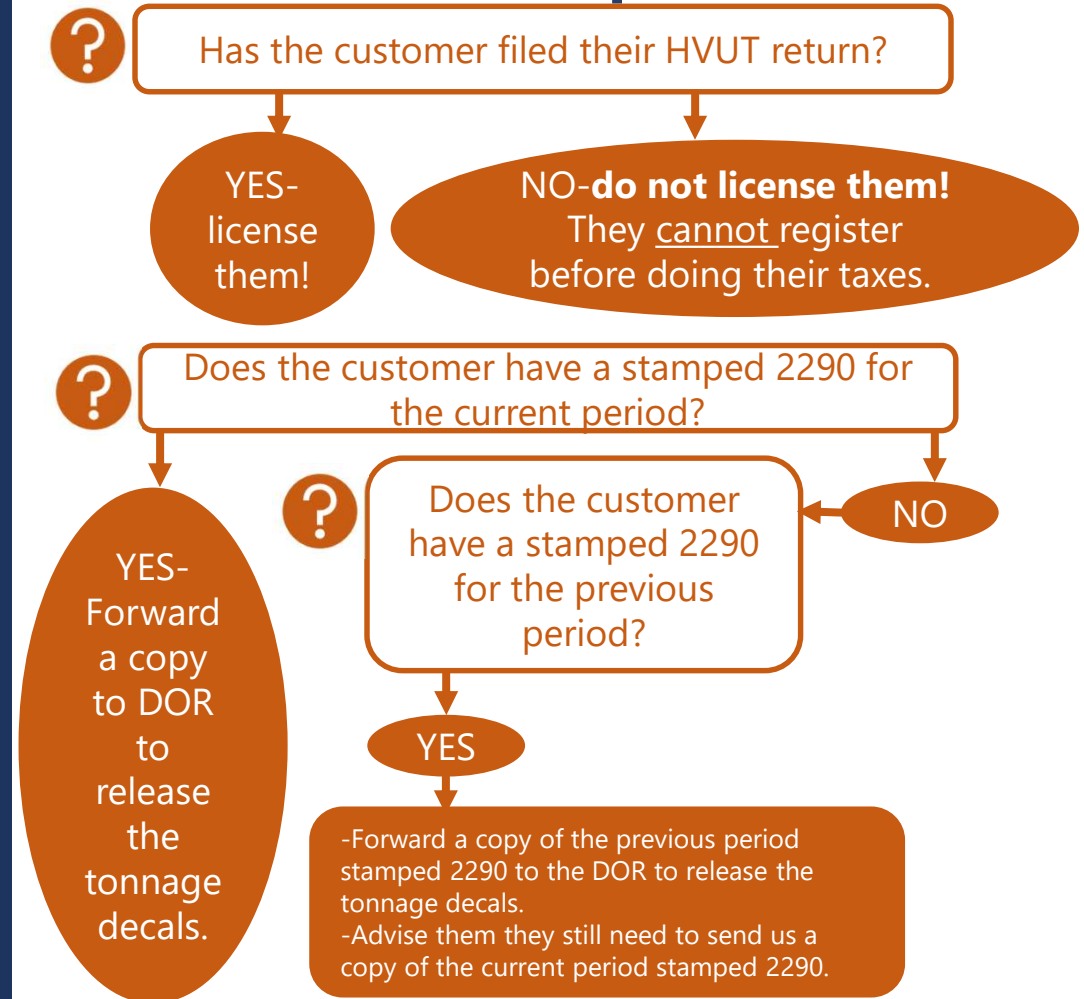 ?
Has the customer filed their HVUT return?
YES-
license
them!
NO-do not license them!
They cannot register
before doing their taxes.
?
Does the customer have a stamped 2290 for
the current period?
YES-
Forward
a copy
to DOR
to
release
the
tonnage
decals.
?
Does the customer
have a stamped 2290
for the previous
period?
NO
YES
-Forward a copy of the previous period
stamped 2290 to the DOR to release the
tonnage decals.
-Advise them they still need to send us a
copy of the current period stamped 2290.